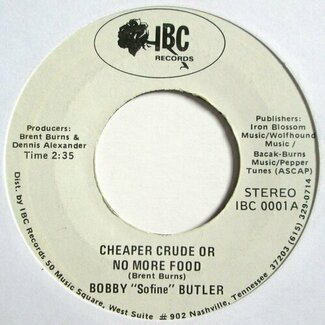 IBC
RECORDS
Producers:
Brent Burns &
Dennis Alexander
Time 2:35
Publishers:
Iron Blossom
Music/Wolfhound
Music /
Bacak-Burns
Music/Pepper
Tunes (ASCAP)
STEREO
IBC 0001A
CHEAPER CRUDE OR
NO MORE FOOD
(Brent Burns)
BOBBY "Sofine" BUTLER
Dist. by IBC Records 50 Music Square, West Suite # 902 Nashville, Tennessee 37203 (615) 329-0714